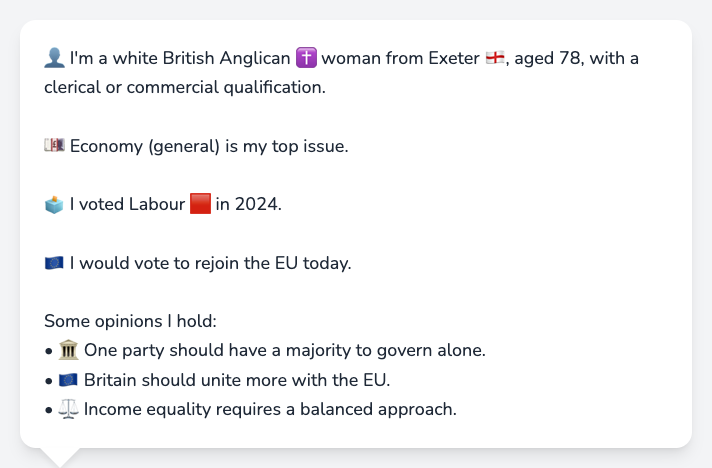 👤 I'm a white British Anglican ✝️ woman from Exeter 🏴󠁧󠁢󠁥󠁮󠁧󠁿, aged 78, with a
clerical or commercial qualification.
💷 Economy (general) is my top issue.
🗳️ I voted Labour 🟥 in 2024.
🇪🇺 I would vote to rejoin the EU today.
Some opinions I hold:
• 🏛️ One party should have a majority to govern alone.
• 🇪🇺 Britain should unite more with the EU.
• ⚖️ Income equality requires a balanced approach.